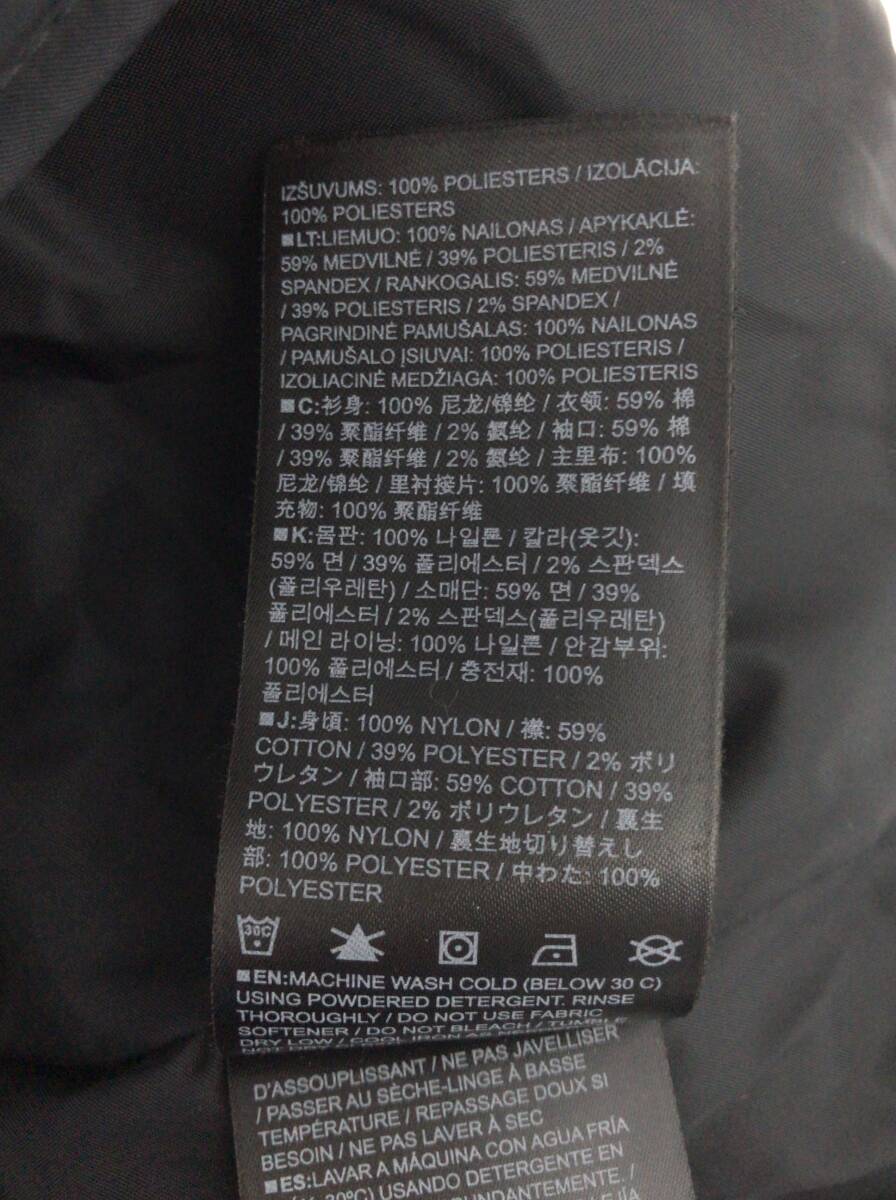 IZŠUVUMS: 100% POLIESTERS / IZOLĀCIJA:
100% POLIESTERS
■LT:LIEMUO: 100% NAILONAS / APYKAKLĖ:
59% MEDVILNĖ / 39% POLIESTERIS / 2%
SPANDEX / RANKOGALIS: 59% MEDVILNĖ
/ 39% POLIESTERIS / 2% SPANDEX /
PAGRINDINĖ PAMUŠALAS: 100% NAILONAS
/ PAMUŠALO ĮSIUVAI: 100% POLIESTERIS /
IZOLIACINĖ MEDŽIAGA: 100% POLIESTERIS
■C:衫身: 100% 尼龙/锦纶 / 衣领: 59% 棉
/ 39% 聚酯纤维 / 2% 氨纶 / 袖口: 59% 棉
/ 39% 聚酯纤维 / 2% 氨纶 / 主里布: 100%
尼龙/锦纶 / 里衬接片: 100% 聚酯纤维 / 填
充物: 100% 聚酯纤维
■K:몸판: 100% 나일론 / 칼라(옷깃):
59% 면 / 39% 폴리에스터 / 2% 스판덱스
(폴리우레탄) / 소매단: 59% 면 / 39%
폴리에스터 / 2% 스판덱스(폴리우레탄)
/ 메인 라이닝: 100% 나일론 / 안감부위:
100% 폴리에스터 / 충전재: 100%
폴리에스터
■J:身頃: 100% NYLON / 襟: 59%
COTTON / 39% POLYESTER / 2% ポリ
ウレタン / 袖口部: 59% COTTON / 39%
POLYESTER / 2% ポリウレタン / 裏生
地: 100% NYLON / 裏生地切り替えし
部: 100% POLYESTER / 中わた: 100%
POLYESTER
30C
■EN:MACHINE WASH COLD (BELOW 30 C)
USING POWDERED DETERGENT. RINSE
THOROUGHLY / DO NOT USE FABRIC
SOFTENER / DO NOT BLEACH / TUMBLE
DRY LOW / COOL IRON
D'ASSOUPLISSANT / NE PAS JAVELLISER
/ PASSER AU SÈCHE-LINGE À BASSE
TEMPÉRATURE / REPASSAGE DOUX SI
BESOIN / NE PAS LAVER À SEC
■ES:LAVAR A MÁQUINA CON AGUA FRÍA
30ºC) USANDO DETERGENTE EN